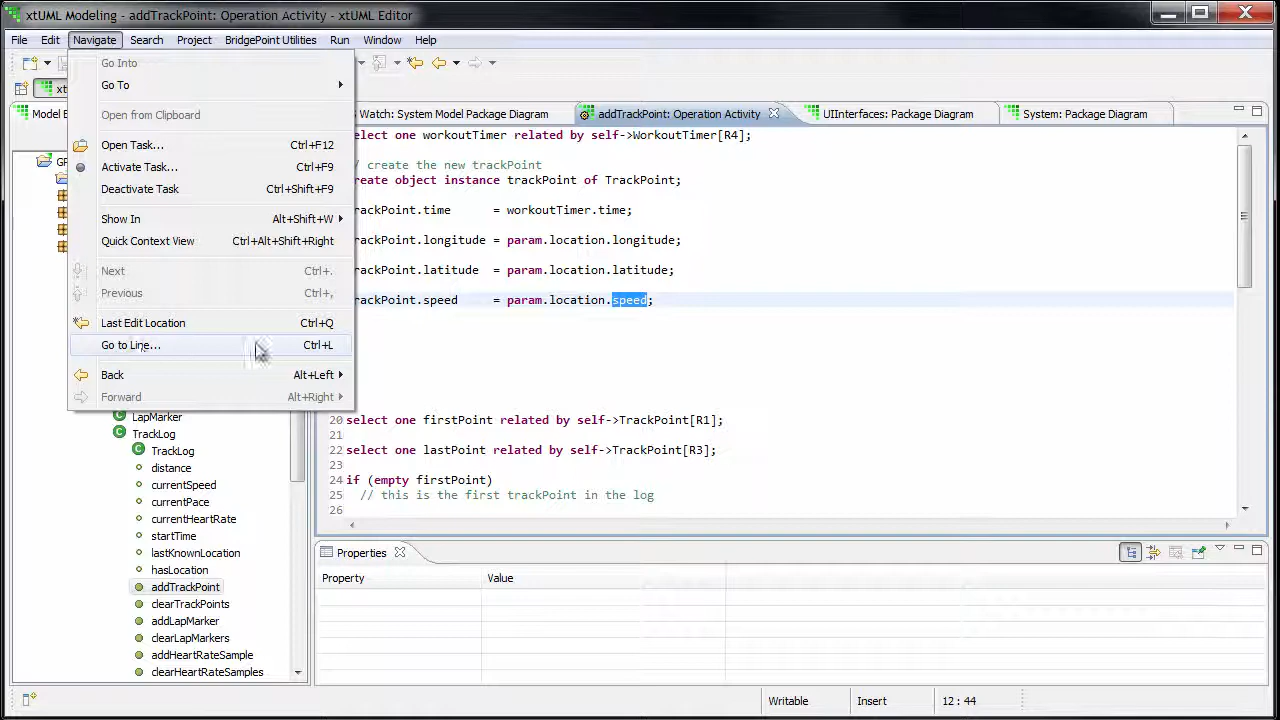 xtUML Modeling - addTrackPoint: Operation Activity - xtUML Editor
File Edit Navigate Search Project BridgePoint Utilities Run Window Help
Go Into
Go To
Open from Clipboard
Open Task... Ctrl+F12
Activate Task... Ctrl+F9
Deactivate Task Ctrl+Shift+F9
Show In Alt+Shift+W
Quick Context View Ctrl+Alt+Shift+Right
Next Ctrl+.
Previous Ctrl+,
Last Edit Location Ctrl+Q
Go to Line... Ctrl+L
Back Alt+Left
Forward Alt+Right
xt
Model E
GP
LapMarker
TrackLog
TrackLog
distance
currentSpeed
currentPace
currentHeartRate
startTime
lastKnownLocation
hasLocation
addTrackPoint
clearTrackPoints
addLapMarker
clearLapMarkers
addHeartRateSample
clearHeartRateSamples
Watch: System Model Package Diagram addTrackPoint: Operation Activity UIInterfaces: Package Diagram System: Package Diagram
select one workoutTimer related by self->WorkoutTimer[R4];
/ create the new trackPoint
reate object instance trackPoint of TrackPoint;
rackPoint.time = workoutTimer.time;
rackPoint.longitude = param.location.longitude;
rackPoint.latitude = param.location.latitude;
rackPoint.speed = param.location.speed;
20 select one firstPoint related by self->TrackPoint[R1];
21
22 select one lastPoint related by self->TrackPoint[R3];
23
24 if (empty firstPoint)
25 // this is the first trackPoint in the log
26
Properties
Property Value
Writable Insert 12 : 44